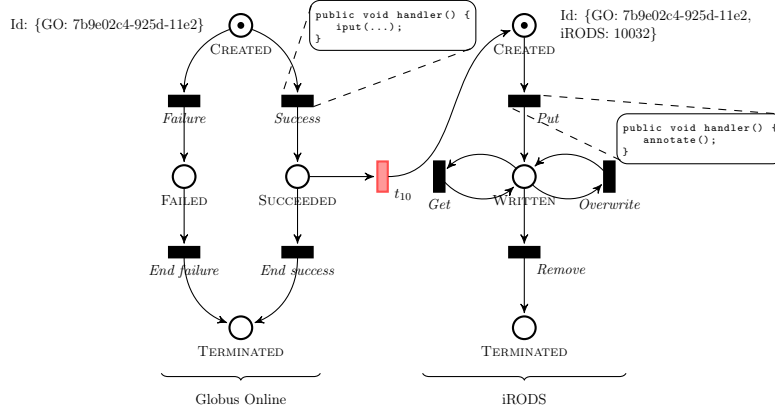 Id: {GO: 7b9e02c4-925d-11e2}
public void handler() {
iput(...);
}
Id: {GO: 7b9e02c4-925d-11e2,
iRODS: 10032}
CREATED
CREATED
Failure
Success
Put
public void handler() {
annotate();
}
FAILED
SUCCEEDED
t10
Get
WRITTEN
Overwrite
End failure
End success
Remove
TERMINATED
TERMINATED
Globus Online
iRODS